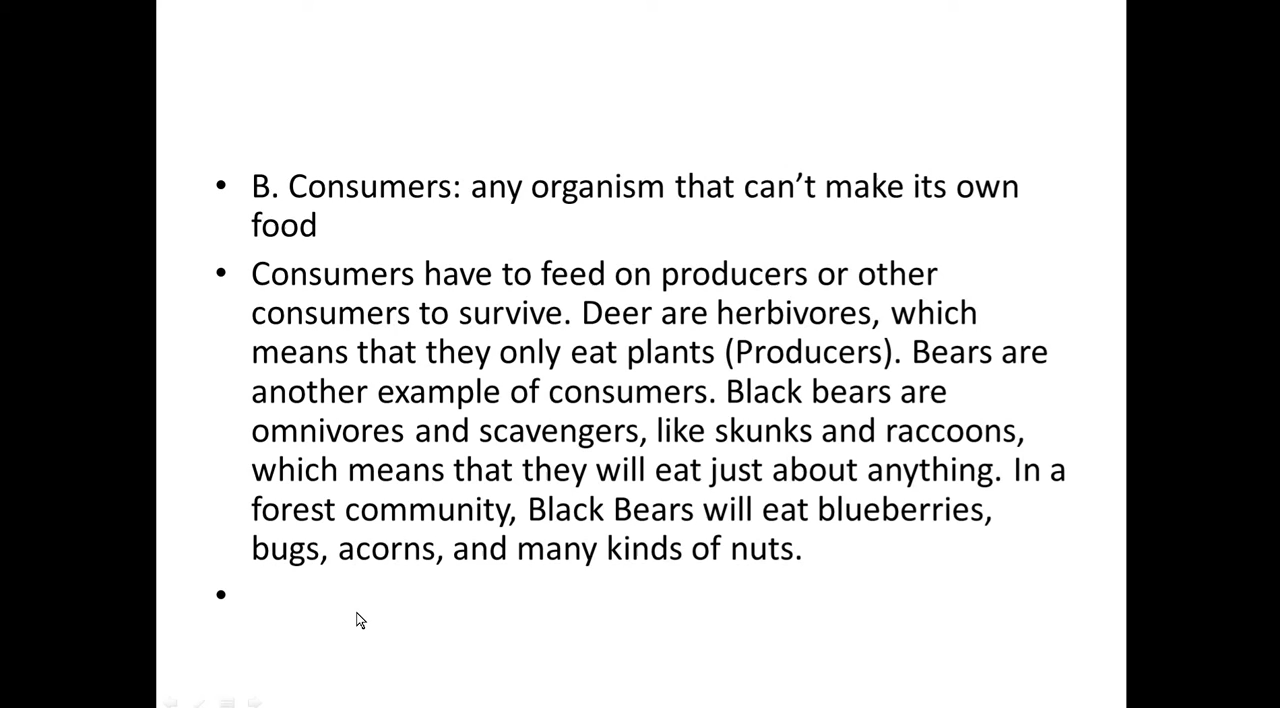 • B. Consumers: any organism that can’t make its own
food
• Consumers have to feed on producers or other
consumers to survive. Deer are herbivores, which
means that they only eat plants (Producers). Bears are
another example of consumers. Black bears are
omnivores and scavengers, like skunks and raccoons,
which means that they will eat just about anything. In a
forest community, Black Bears will eat blueberries,
bugs, acorns, and many kinds of nuts.
•